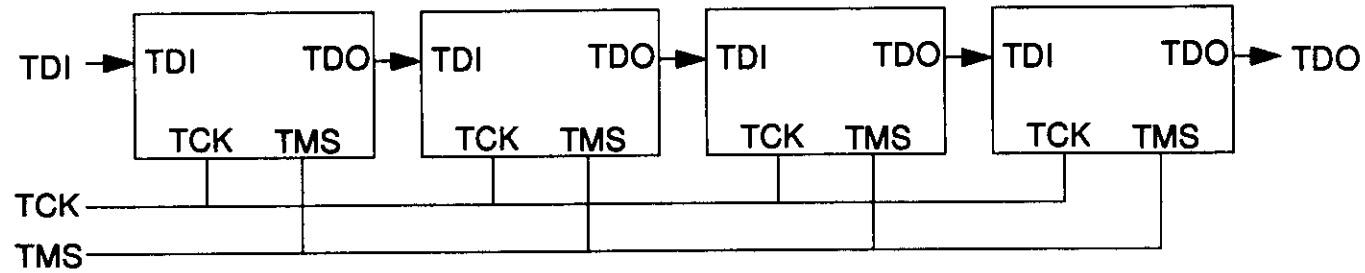 TDI TDI TDO TDI TDO TDI TDO TDI TDO TDO
TCK TMS TCK TMS TCK TMS TCK TMS
TCK
TMS